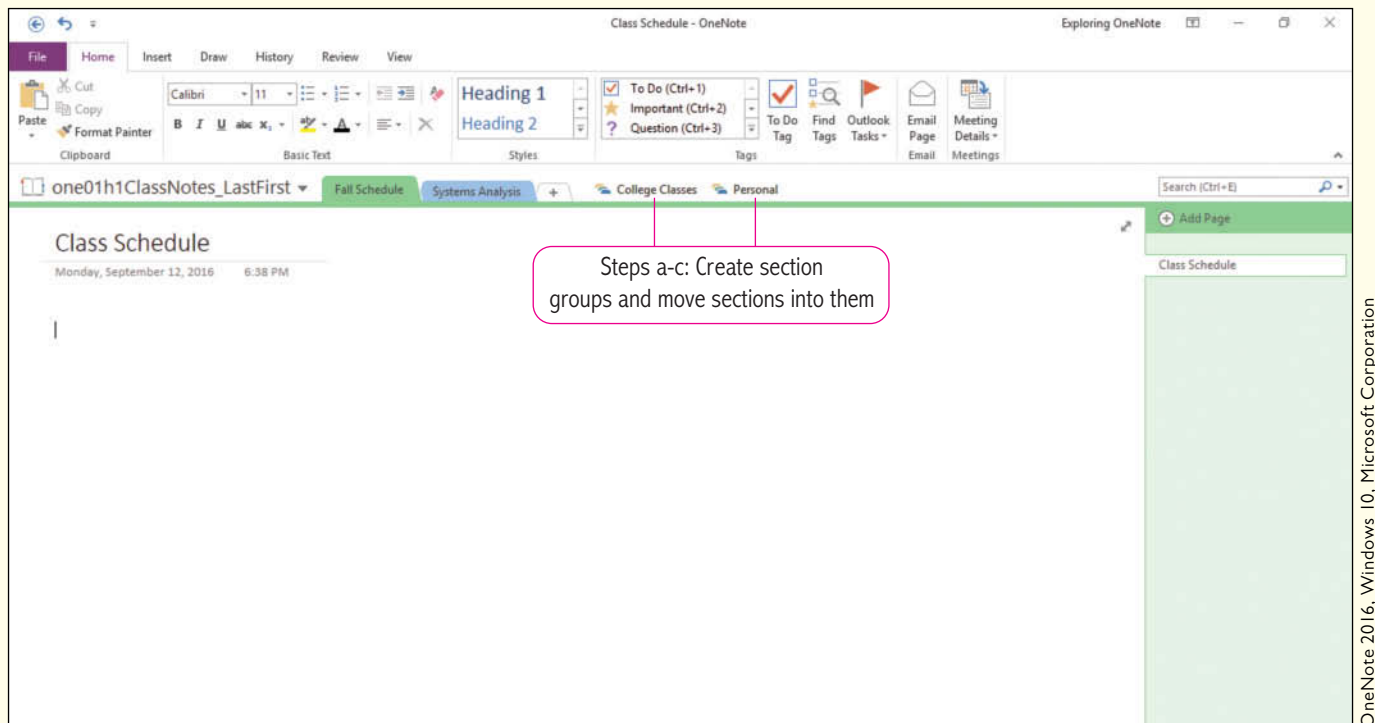 Class Schedule - OneNote
Exploring OneNote
File Home Insert Draw History Review View
Paste
Cut
Copy
Format Painter
Clipboard
Calibri 11
B I U abc x₂ A
Basic Text
Heading 1
Heading 2
Styles
To Do (Ctrl+1)
Important (Ctrl+2)
? Question (Ctrl+3)
To Do Tag
Find Tags
Outlook Tasks
Tags
Email Page
Email
Meeting Details
Meetings
one01h1ClassNotes_LastFirst Fall Schedule Systems Analysis + College Classes Personal
Search (Ctrl+E)
Add Page
Class Schedule
Class Schedule
Monday, September 12, 2016 6:38 PM
Steps a-c: Create section
groups and move sections into them
OneNote 2016, Windows 10, Microsoft Corporation